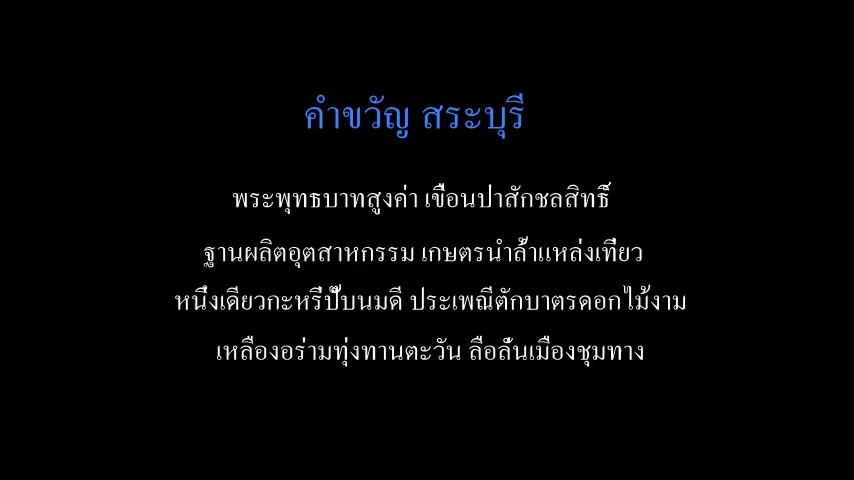 คำขวัญ สระบุรี
พระพุทธบาทสูงค่า เขื่อนป่าสักชลสิทธิ์
ฐานผลิตอุตสาหกรรม เกษตรนำล้ำแหล่งเที่ยว
หนึ่งเดียวกะหรี่ปั๊บนมดี ประเพณีตักบาตรดอกไม้งาม
เหลืองอร่ามทุ่งทานตะวัน ลือลั่นเมืองชุมทาง